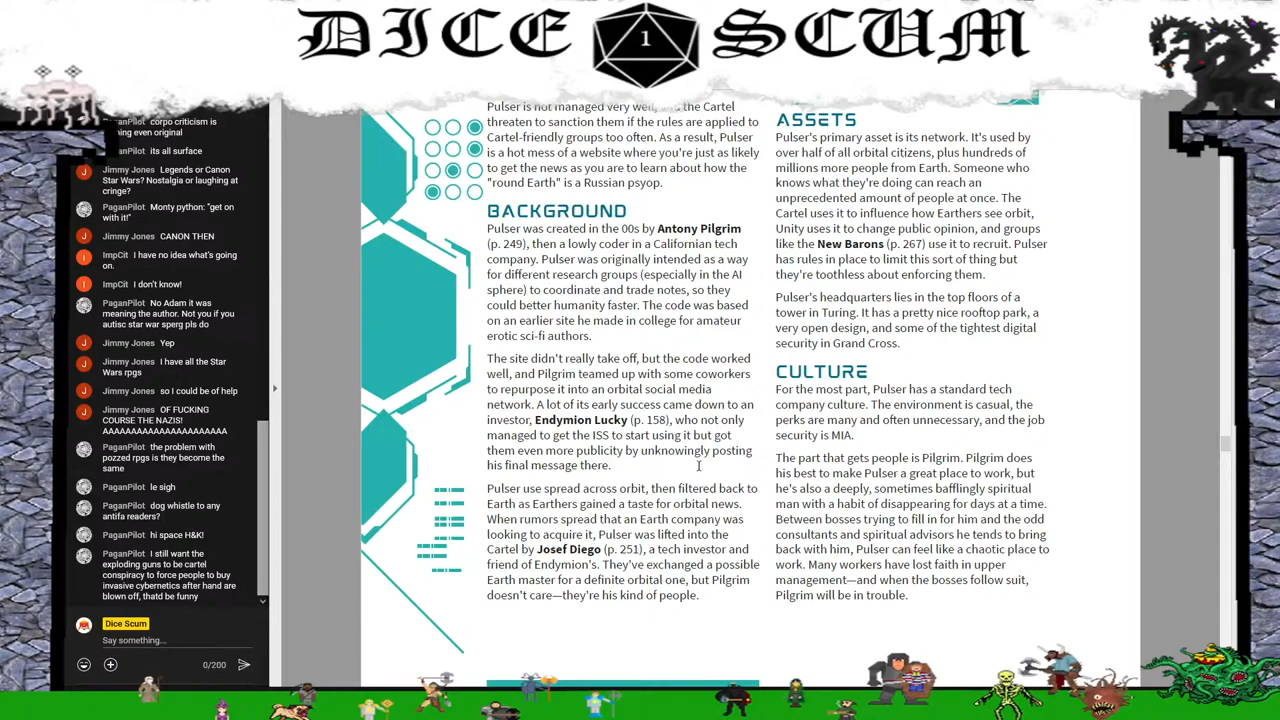 DICE 1 SCUM
corpo criticism is
even original
PaganPilot its all surface
Jimmy Jones Legends or Canon
Star Wars? Nostalgia or laughing at
cringe?
PaganPilot Monty python: "get on
with it!"
Jimmy Jones CANON THEN
ImpCit I have no idea what's going
on.
ImpCit I don't know!
PaganPilot No Adam it was
meaning the author. Not you if you
autisc star war sperg pls do
Jimmy Jones Yep
Jimmy Jones I have all the Star
Wars rpgs
Jimmy Jones so I could be of help
Jimmy Jones OF FUCKING
COURSE THE NAZIS!
AAAAAAAAAAAAAAAAAAAAAA
PaganPilot the problem with
pozzed rpgs is they become the
same
PaganPilot le sigh
PaganPilot dog whistle to any
antifa readers?
PaganPilot hi space H&K!
PaganPilot I still want the
exploding guns to be cartel
conspiracy to force people to buy
invasive cybernetics after hand are
blown off, thatd be funny
Dice Scum
Say something...
0/200
Pulser is not managed very well, and the Cartel
threaten to sanction them if the rules are applied to
Cartel-friendly groups too often. As a result, Pulser
is a hot mess of a website where you're just as likely
to get the news as you are to learn about how the
"round Earth" is a Russian psyop.
BACKGROUND
Pulser was created in the 00s by Antony Pilgrim
(p. 249), then a lowly coder in a Californian tech
company. Pulser was originally intended as a way
for different research groups (especially in the AI
sphere) to coordinate and trade notes, so they
could better humanity faster. The code was based
on an earlier site he made in college for amateur
erotic sci-fi authors.
The site didn't really take off, but the code worked
well, and Pilgrim teamed up with some coworkers
to repurpose it into an orbital social media
network. A lot of its early success came down to an
investor, Endymion Lucky (p. 158), who not only
managed to get the ISS to start using it but got
them even more publicity by unknowingly posting
his final message there.
Pulser use spread across orbit, then filtered back to
Earth as Earthers gained a taste for orbital news.
When rumors spread that an Earth company was
looking to acquire it, Pulser was lifted into the
Cartel by Josef Diego (p. 251), a tech investor and
friend of Endymion's. They've exchanged a possible
Earth master for a definite orbital one, but Pilgrim
doesn't care—they're his kind of people.
ASSETS
Pulser's primary asset is its network. It's used by
over half of all orbital citizens, plus hundreds of
millions more people from Earth. Someone who
knows what they're doing can reach an
unprecedented amount of people at once. The
Cartel uses it to influence how Earthers see orbit,
Unity uses it to change public opinion, and groups
like the New Barons (p. 267) use it to recruit. Pulser
has rules in place to limit this sort of thing but
they're toothless about enforcing them.
Pulser's headquarters lies in the top floors of a
tower in Turing. It has a pretty nice rooftop park, a
very open design, and some of the tightest digital
security in Grand Cross.
CULTURE
For the most part, Pulser has a standard tech
company culture. The environment is casual, the
perks are many and often unnecessary, and the job
security is MIA.
The part that gets people is Pilgrim. Pilgrim does
his best to make Pulser a great place to work, but
he's also a deeply, sometimes bafflingly spiritual
man with a habit of disappearing for days at a time.
Between bosses trying to fill in for him and the odd
consultants and spiritual advisors he tends to bring
back with him, Pulser can feel like a chaotic place to
work. Many workers have lost faith in upper
management—and when the bosses follow suit,
Pilgrim will be in trouble.